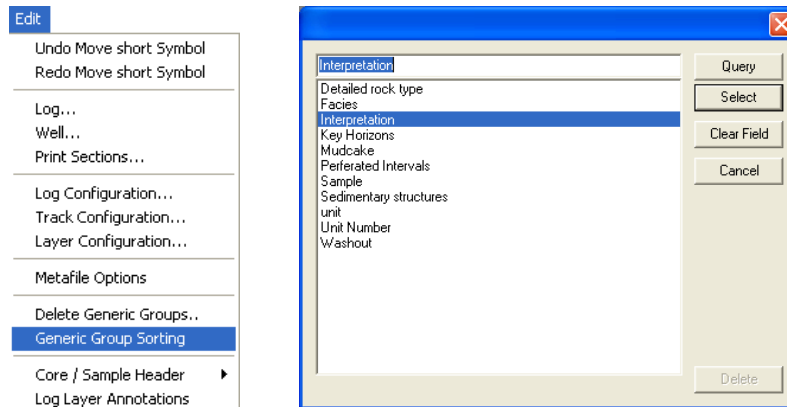 Edit
Undo Move short Symbol
Redo Move short Symbol
Log...
Well...
Print Sections...
Log Configuration...
Track Configuration...
Layer Configuration...
Metafile Options
Delete Generic Groups..
Generic Group Sorting
Core / Sample Header
Log Layer Annotations
Interpretation
Detailed rock type
Facies
Interpretation
Key Horizons
Mudcake
Perferated Intervals
Sample
Sedimentary structures
unit
Unit Number
Washout
Query
Select
Clear Field
Cancel
Delete